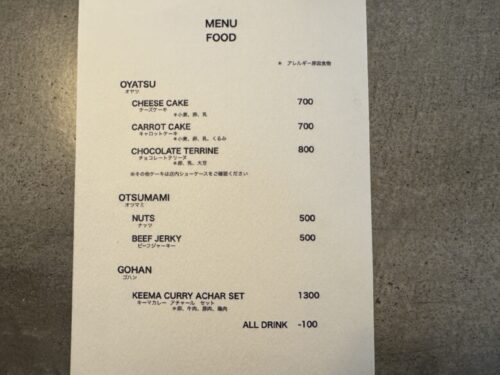 MENU
FOOD
* アレルギー原因食物
OYATSU
オヤツ
CHEESE CAKE 700
チーズケーキ
*小麦、卵、乳
CARROT CAKE 700
キャロットケーキ
*小麦、卵、乳、くるみ
CHOCOLATE TERRINE 800
チョコレートテリーヌ
*卵、乳、大豆
※その他ケーキは店内ショーケースをご確認ください
OTSUMAMI
オツマミ
NUTS 500
ナッツ
BEEF JERKY 500
ビーフジャーキー
GOHAN
ゴハン
KEEMA CURRY ACHAR SET 1300
キーマカレー アチャール セット
*卵、牛肉、豚肉、鶏肉
ALL DRINK -100